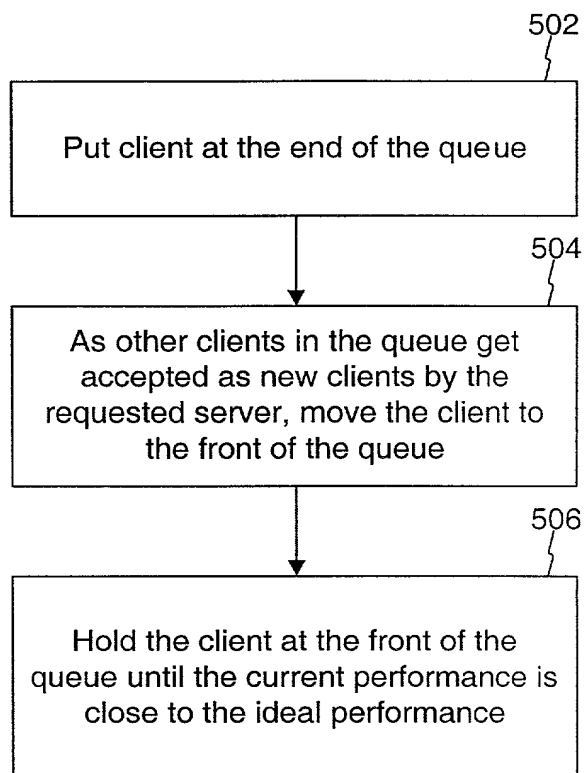 502
Put client at the end of the queue
504
As other clients in the queue get
accepted as new clients by the
requested server, move the client to
the front of the queue
506
Hold the client at the front of the
queue until the current performance is
close to the ideal performance